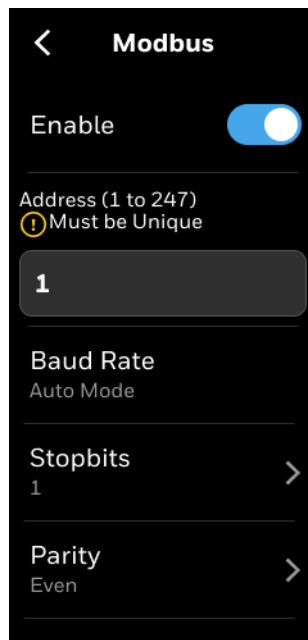 Modbus
Enable
Address (1 to 247)
Must be Unique
1
Baud Rate
Auto Mode
Stopbits
1
Parity
Even